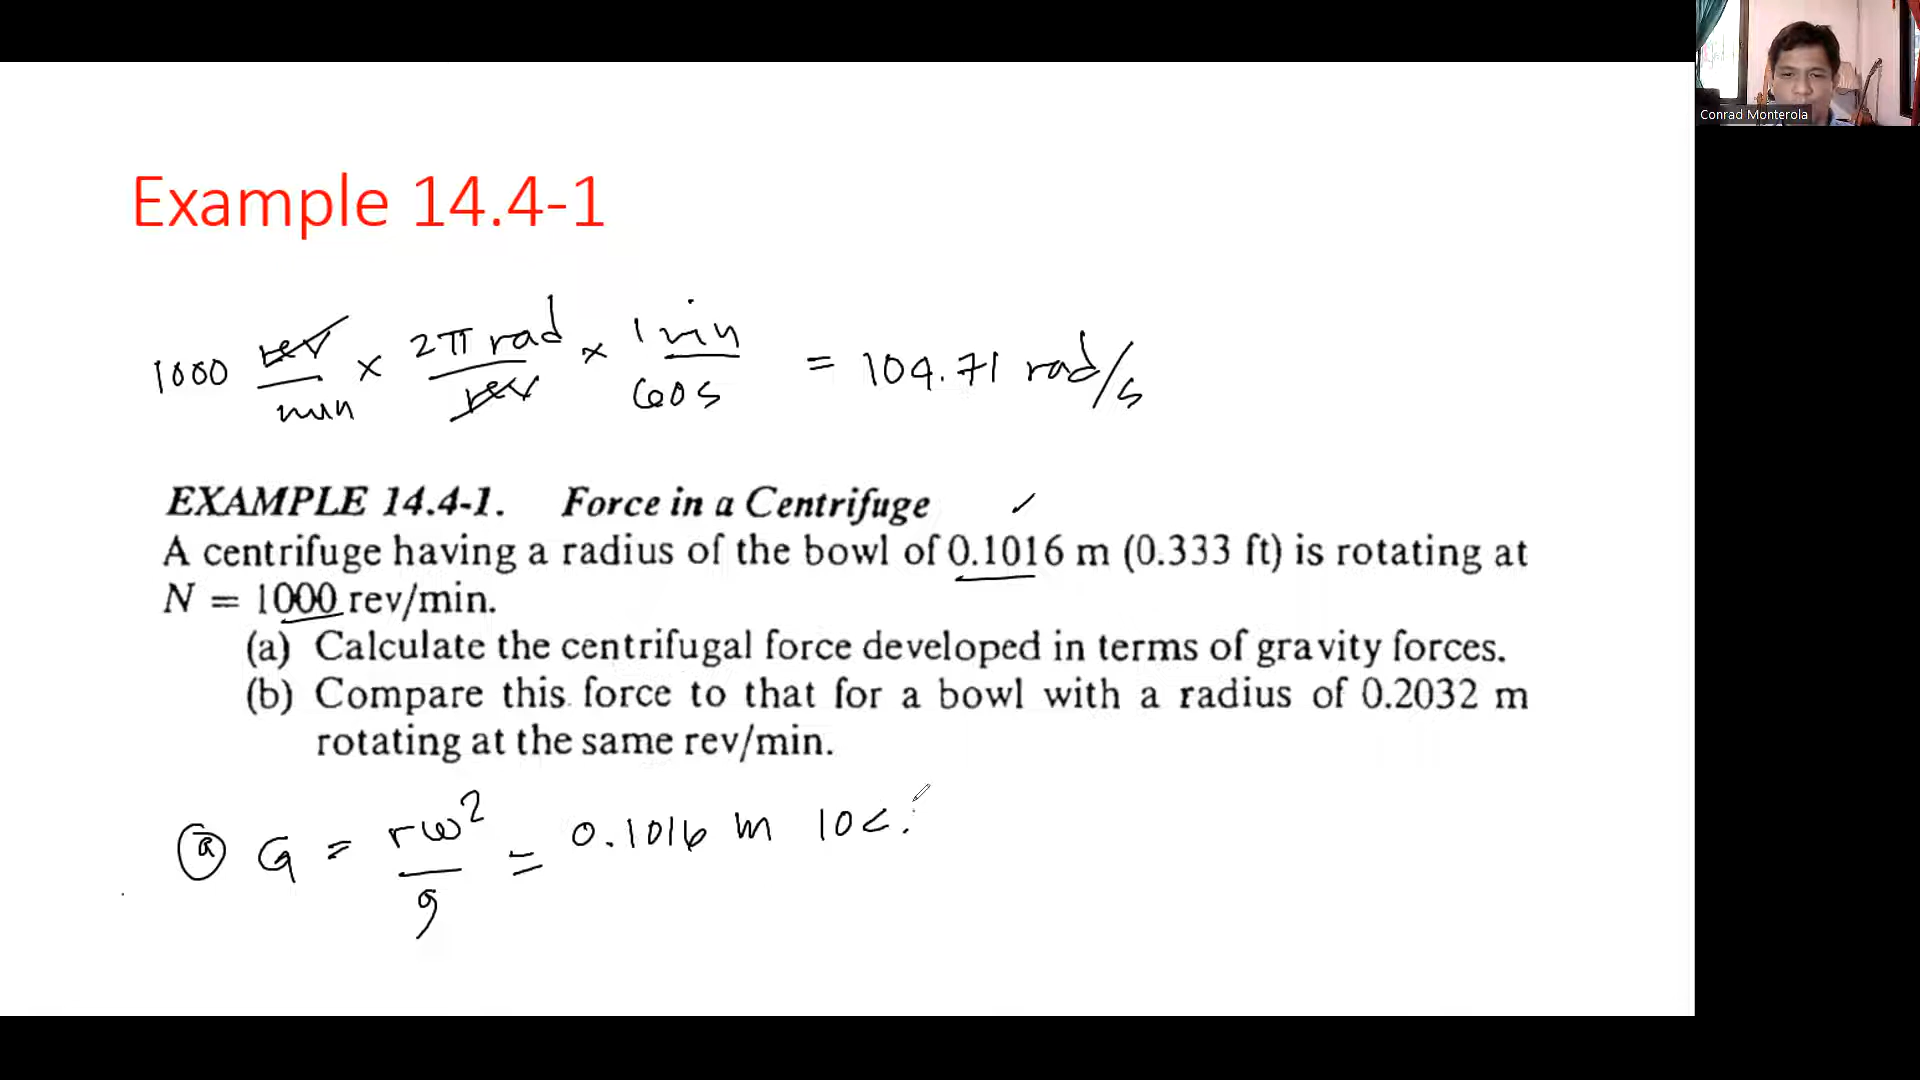 Conrad Monterola
Example 14.4-1
1000 rev/min × 2π rad/rev × 1 min/60 s = 104.71 rad/s
EXAMPLE 14.4-1. Force in a Centrifuge
A centrifuge having a radius of the bowl of 0.1016 m (0.333 ft) is rotating at
N = 1000 rev/min.
(a) Calculate the centrifugal force developed in terms of gravity forces.
(b) Compare this force to that for a bowl with a radius of 0.2032 m
rotating at the same rev/min.
ⓐ G = rω²/g = 0.1016 m